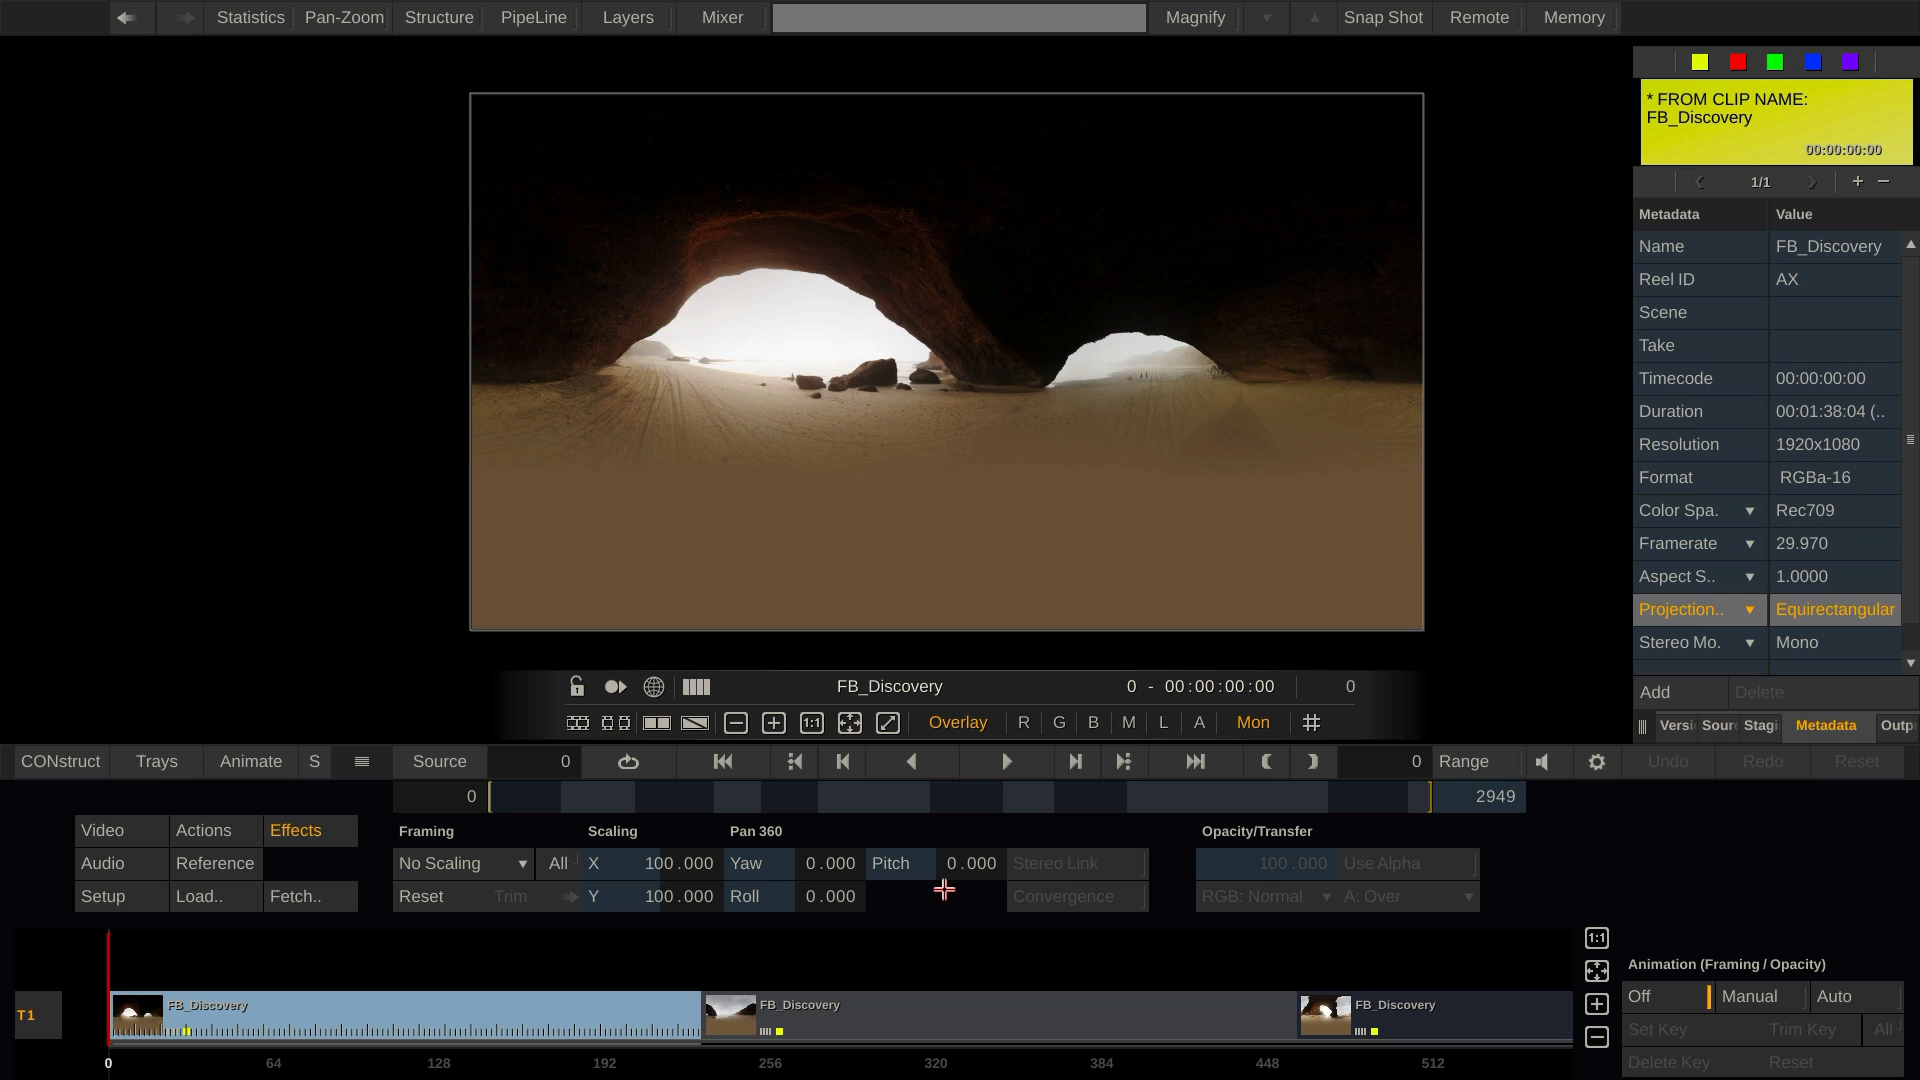 Statistics Pan-Zoom Structure PipeLine Layers Mixer Magnify Snap Shot Remote Memory
* FROM CLIP NAME:
FB_Discovery
00:00:00:00
1/1
Metadata Value
Name FB_Discovery
Reel ID AX
Scene
Take
Timecode 00:00:00:00
Duration 00:01:38:04 (..
Resolution 1920x1080
Format RGBa-16
Color Spa. Rec709
Framerate 29.970
Aspect S.. 1.0000
Projection.. Equirectangular
Stereo Mo. Mono
Add Delete
FB_Discovery 0 - 00:00:00:00 0
1:1 Overlay R G B M L A Mon
Versi Sour Stagi Metadata Outp
CONstruct Trays Animate S Source 0 0 Range Undo Redo Reset
0 2949
Video Actions Effects
Audio Reference
Setup Load.. Fetch..
Framing Scaling Pan 360 Opacity/Transfer
No Scaling All X 100.000 Yaw 0.000 Pitch 0.000 Stereo Link 100.000 Use Alpha
Reset Trim Y 100.000 Roll 0.000 Convergence RGB: Normal A: Over
1:1
Animation (Framing / Opacity)
Off Manual Auto
Set Key Trim Key All
Delete Key Reset
T1
FB_Discovery FB_Discovery FB_Discovery
0 64 128 192 256 320 384 448 512